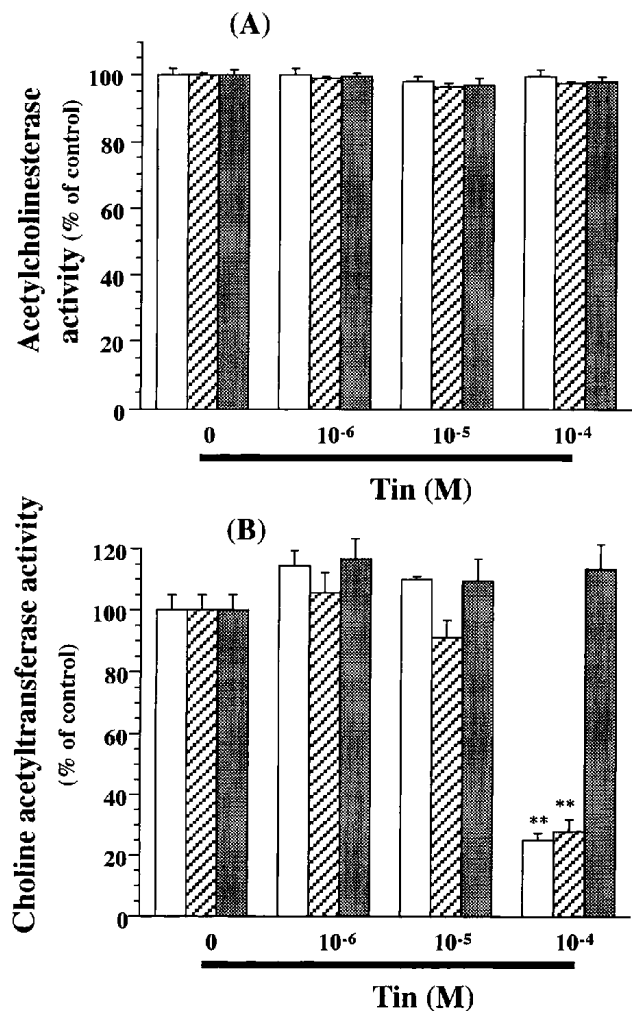 (A)
Acetylcholinesterase
activity (% of control)
100
80
60
40
20
0
0 10⁻⁶ 10⁻⁵ 10⁻⁴
Tin (M)
(B)
Choline acetyltransferase activity
(% of control)
120
100
80
60
40
20
0
** **
0 10⁻⁶ 10⁻⁵ 10⁻⁴
Tin (M)